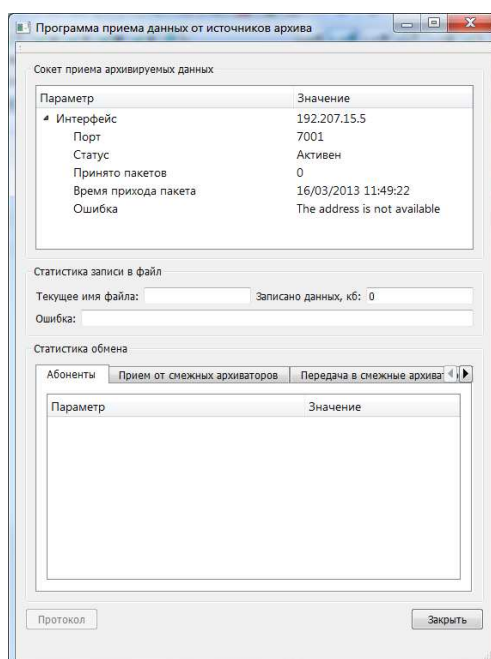 Программа приема данных от источников архива
Сокет приема архивируемых данных
Параметр Значение
Интерфейс 192.207.15.5
Порт 7001
Статус Активен
Принято пакетов 0
Время прихода пакета 16/03/2013 11:49:22
Ошибка The address is not available
Статистика записи в файл
Текущее имя файла: Записано данных, кб: 0
Ошибка:
Статистика обмена
Абоненты Прием от смежных архиваторов Передача в смежные архива
Параметр Значение
Протокол Закрыть